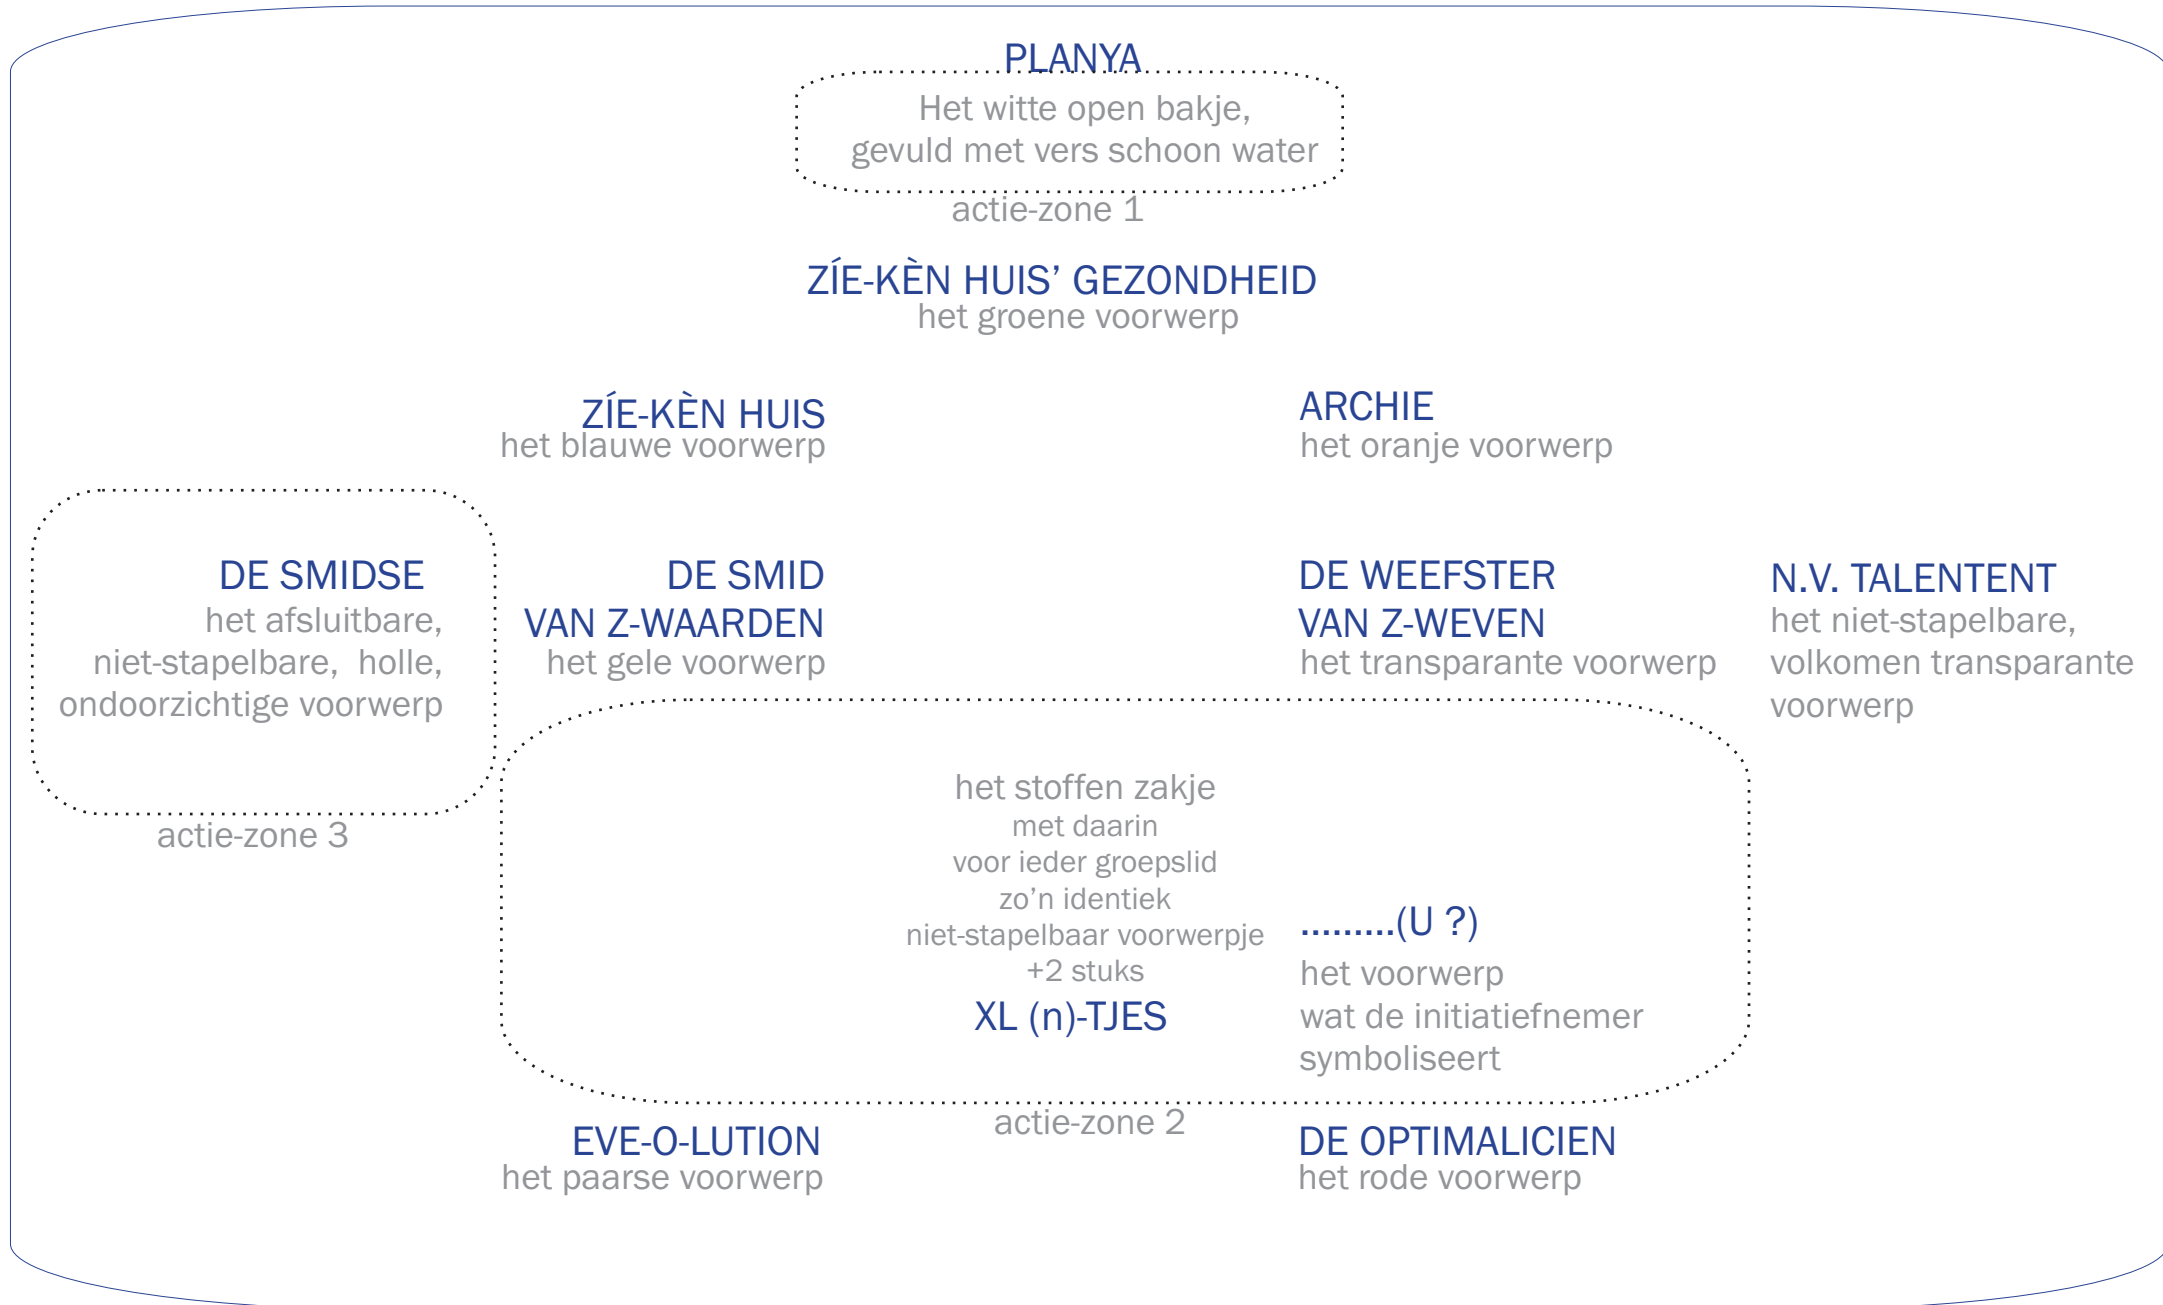 PLANYA
Het witte open bakje,
gevuld met vers schoon water
actie-zone 1
ZÍE-KÈN HUIS’ GEZONDHEID
het groene voorwerp
ZÍE-KÈN HUIS
het blauwe voorwerp
ARCHIE
het oranje voorwerp
DE SMIDSE
het afsluitbare,
niet-stapelbare, holle,
ondoorzichtige voorwerp
actie-zone 3
DE SMID
VAN Z-WAARDEN
het gele voorwerp
DE WEEFSTER
VAN Z-WEVEN
het transparante voorwerp
N.V. TALENTENT
het niet-stapelbare,
volkomen transparante
voorwerp
het stoffen zakje
met daarin
voor ieder groepslid
zo’n identiek
niet-stapelbaar voorwerpje
+2 stuks
XL (n)-TJES
.........(U ?)
het voorwerp
wat de initiatiefnemer
symboliseert
actie-zone 2
EVE-O-LUTION
het paarse voorwerp
DE OPTIMALICIEN
het rode voorwerp